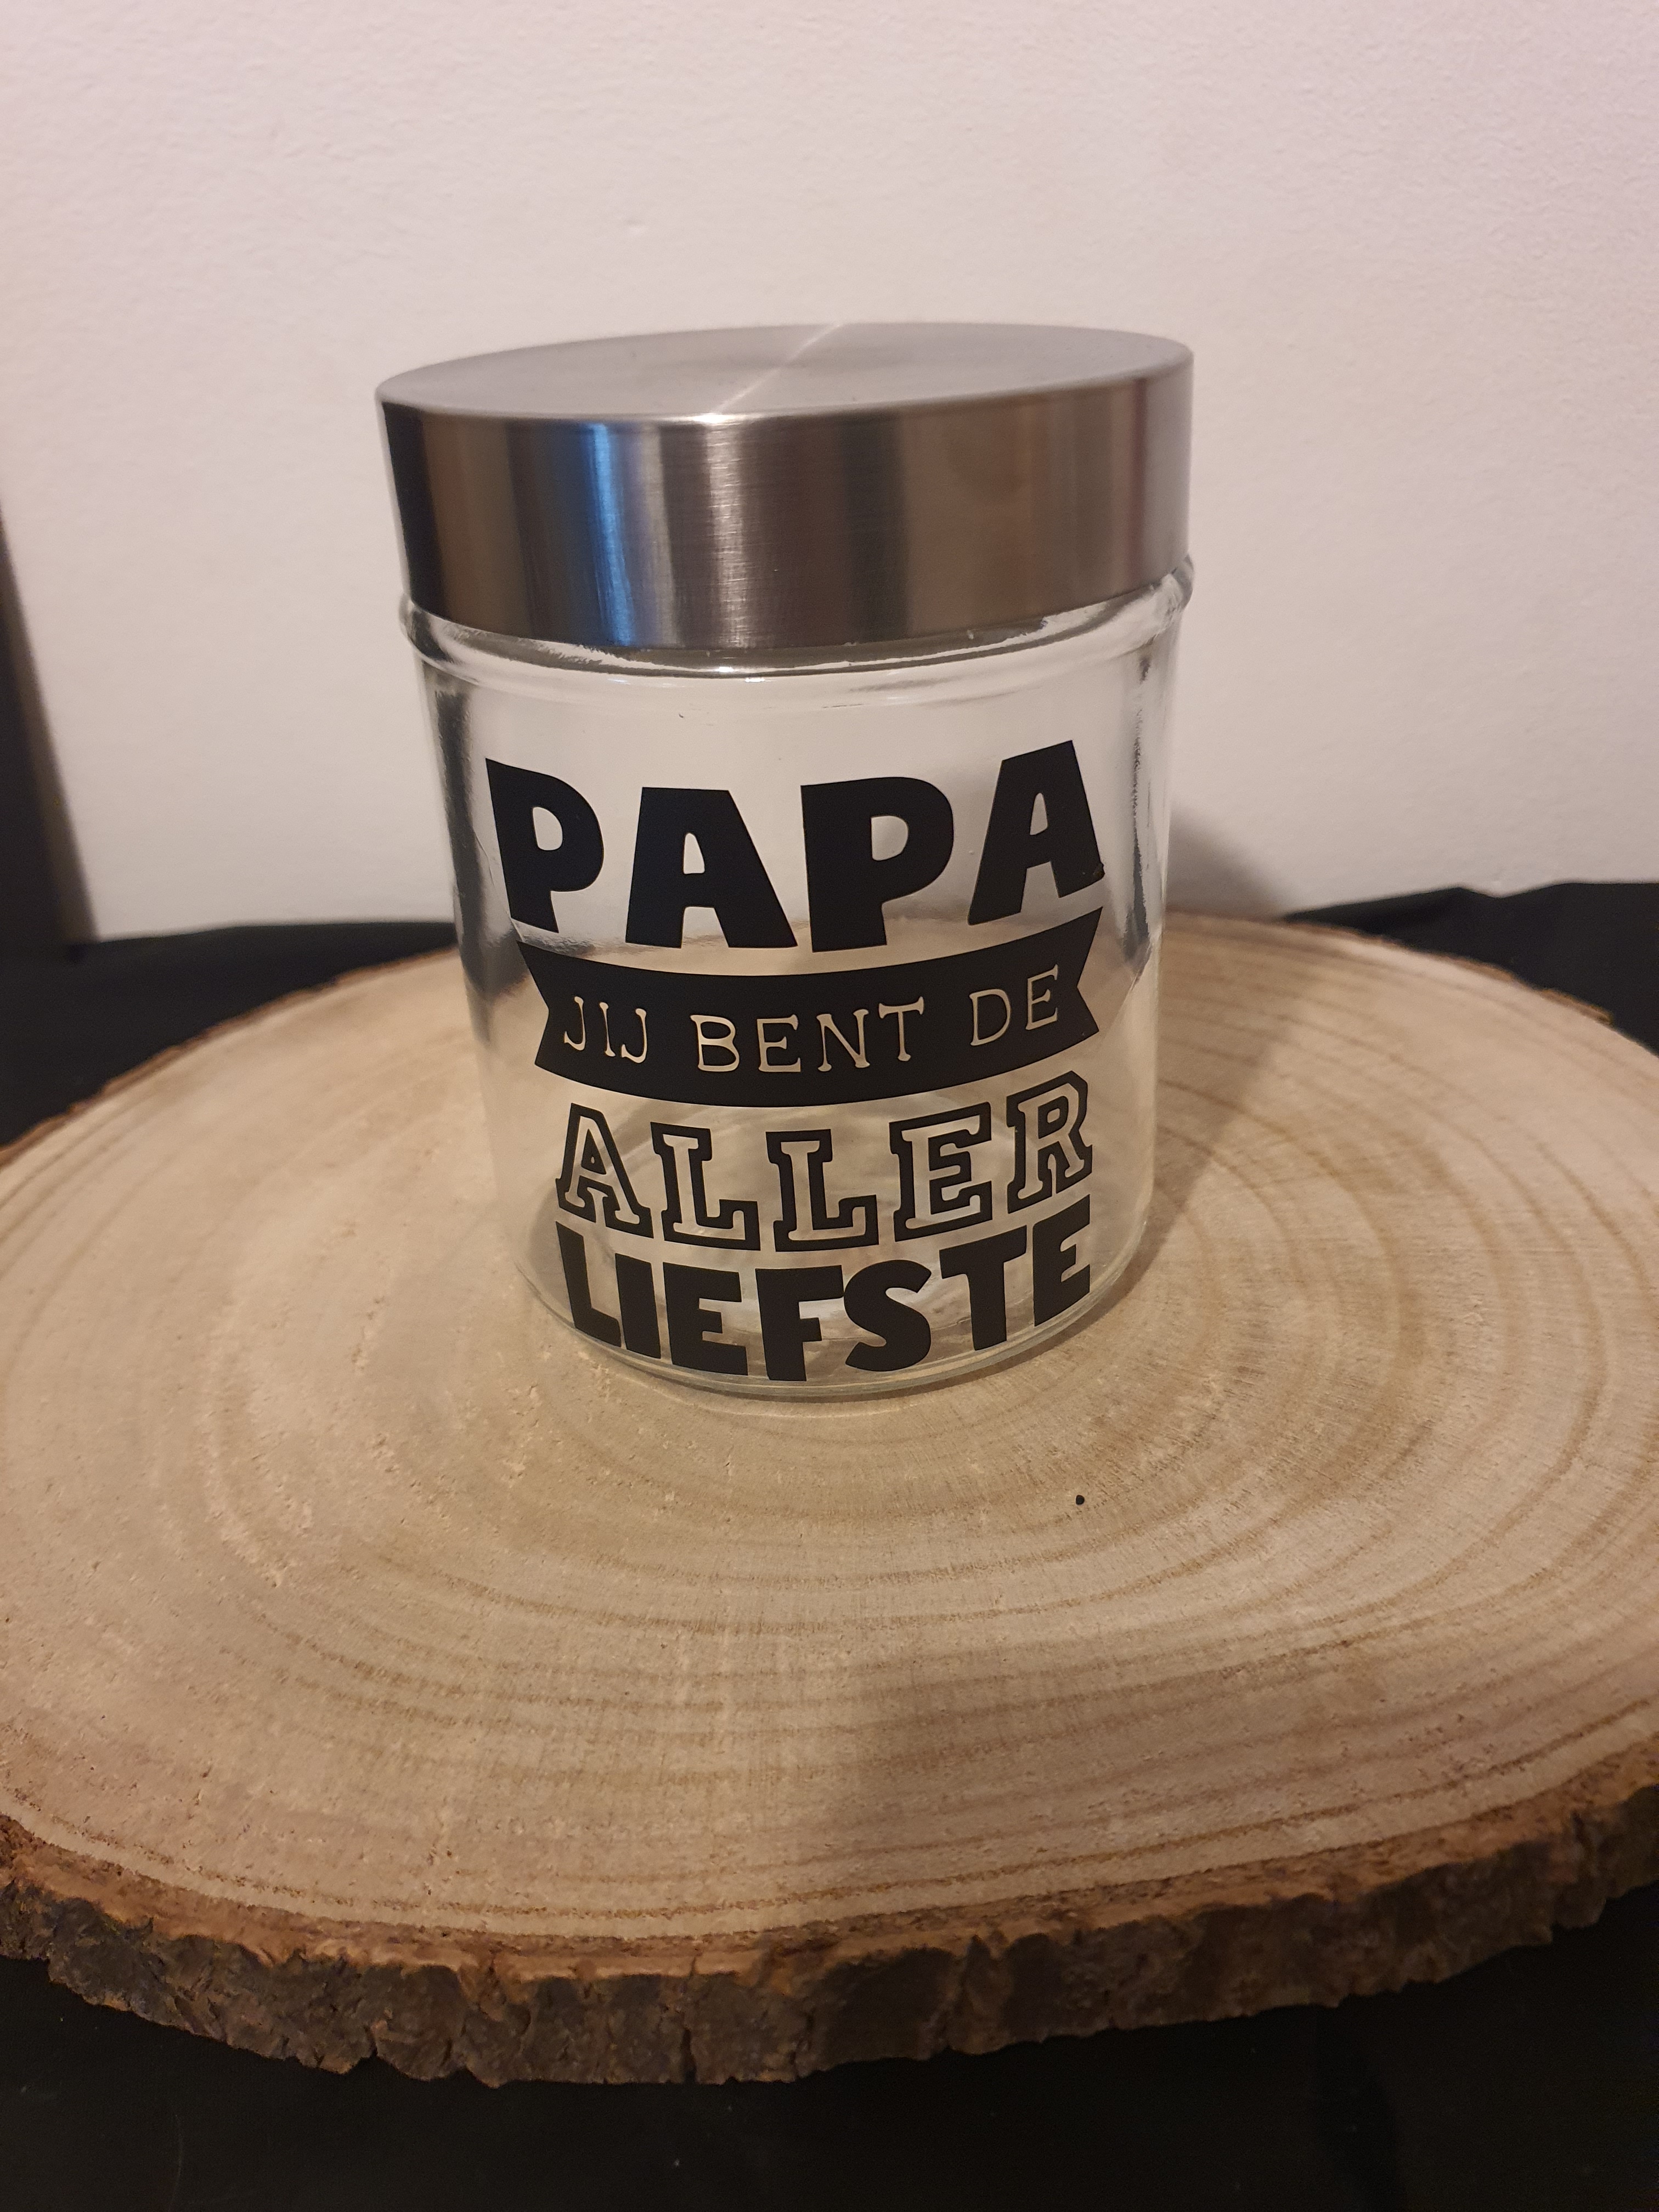 PAPA
JIJ BENT DE
ALLER
LIEFSTE